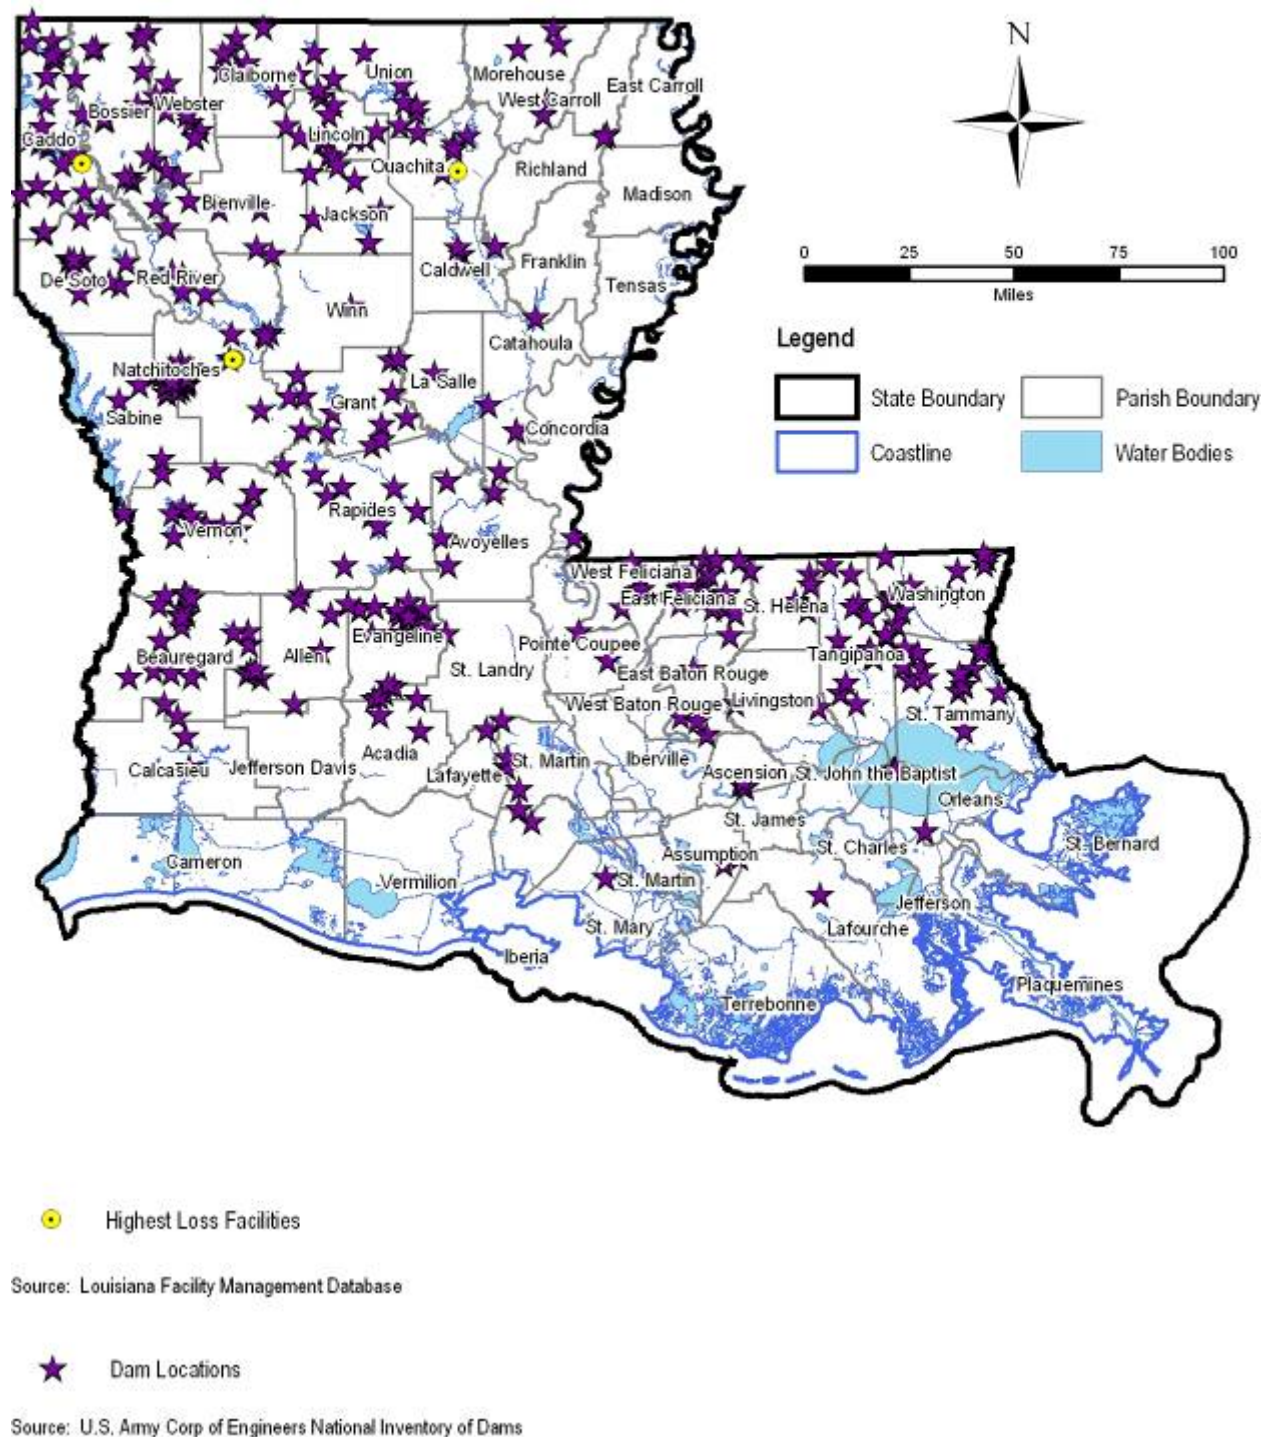 N
Claiborne
Union
Morehouse
East Carroll
West Carroll
Bossier
Webster
Caddo
Lincoln
Ouachita
Richland
Madison
Bienville
Jackson
0 25 50 75 100
Miles
De Soto
Red River
Caldwell
Franklin
Tensas
Winn
Catahoula
Legend
Natchitoches
La Salle
Sabine
Grant
Concordia
State Boundary
Parish Boundary
Coastline
Water Bodies
Rapides
Vernon
Avoyelles
West Feliciana
East Feliciana
St. Helena
Washington
Evangeline
Pointe Coupee
Beauregard
Allen
St. Landry
Tangipahoa
East Baton Rouge
West Baton Rouge
Livingston
St. Tammany
Acadia
Calcasieu
Jefferson Davis
Lafayette
St. Martin
Iberville
Ascension
St. John the Baptist
Orleans
St. James
St. Charles
St. Bernard
Cameron
Vermilion
Assumption
St. Martin
Jefferson
St. Mary
Lafourche
Iberia
Plaquemines
Terrebonne
Highest Loss Facilities
Source: Louisiana Facility Management Database
Dam Locations
Source: U.S. Army Corp of Engineers National Inventory of Dams